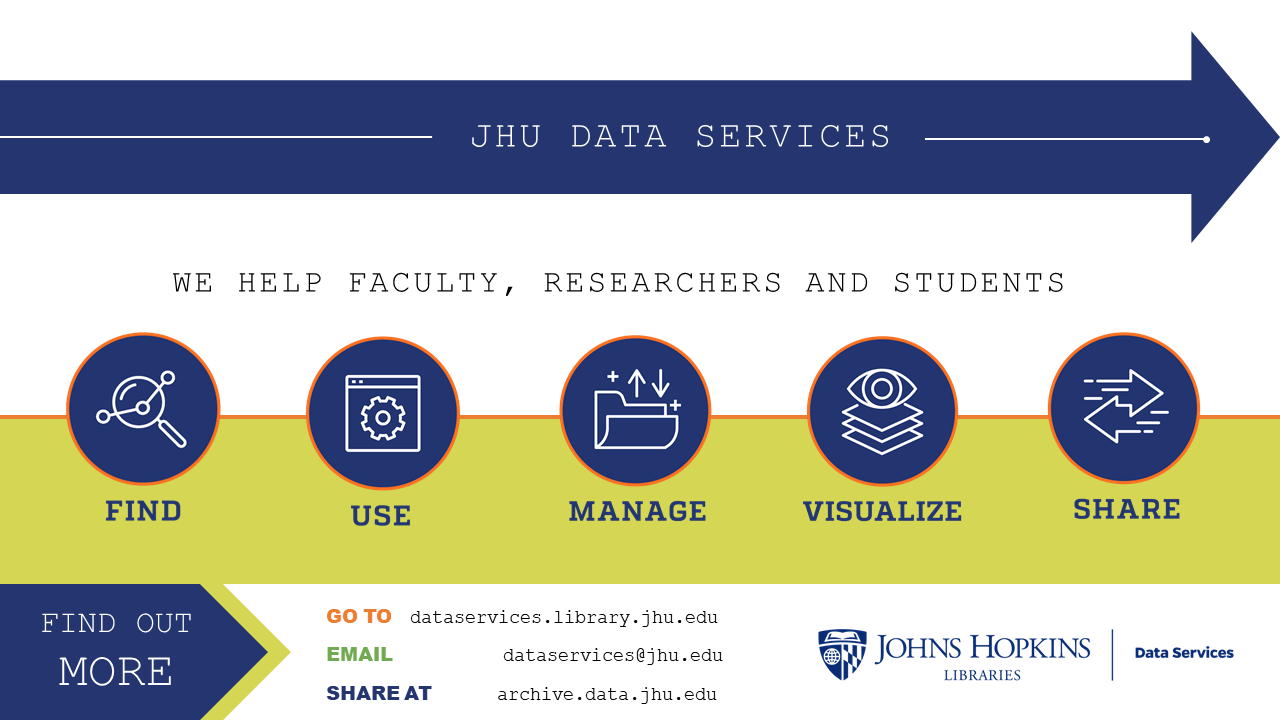 JHU DATA SERVICES
WE HELP FACULTY, RESEARCHERS AND STUDENTS
FIND
USE
MANAGE
VISUALIZE
SHARE
FIND OUT
MORE
GO TO dataservices.library.jhu.edu
EMAIL dataservices@jhu.edu
SHARE AT archive.data.jhu.edu
JOHNS HOPKINS
LIBRARIES
Data Services